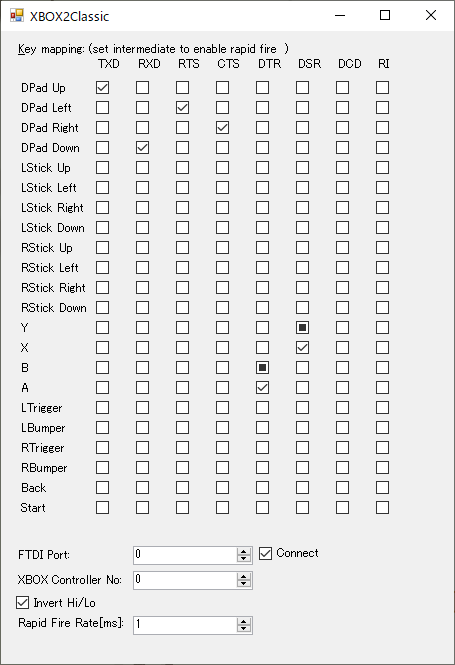 XBOX2Classic
Key mapping: (set intermediate to enable rapid fire )
TXD RXD RTS CTS DTR DSR DCD RI
DPad Up
DPad Left
DPad Right
DPad Down
LStick Up
LStick Left
LStick Right
LStick Down
RStick Up
RStick Left
RStick Right
RStick Down
Y
X
B
A
LTrigger
LBumper
RTrigger
RBumper
Back
Start
FTDI Port: 0 Connect
XBOX Controller No: 0
Invert Hi/Lo
Rapid Fire Rate[ms]: 1